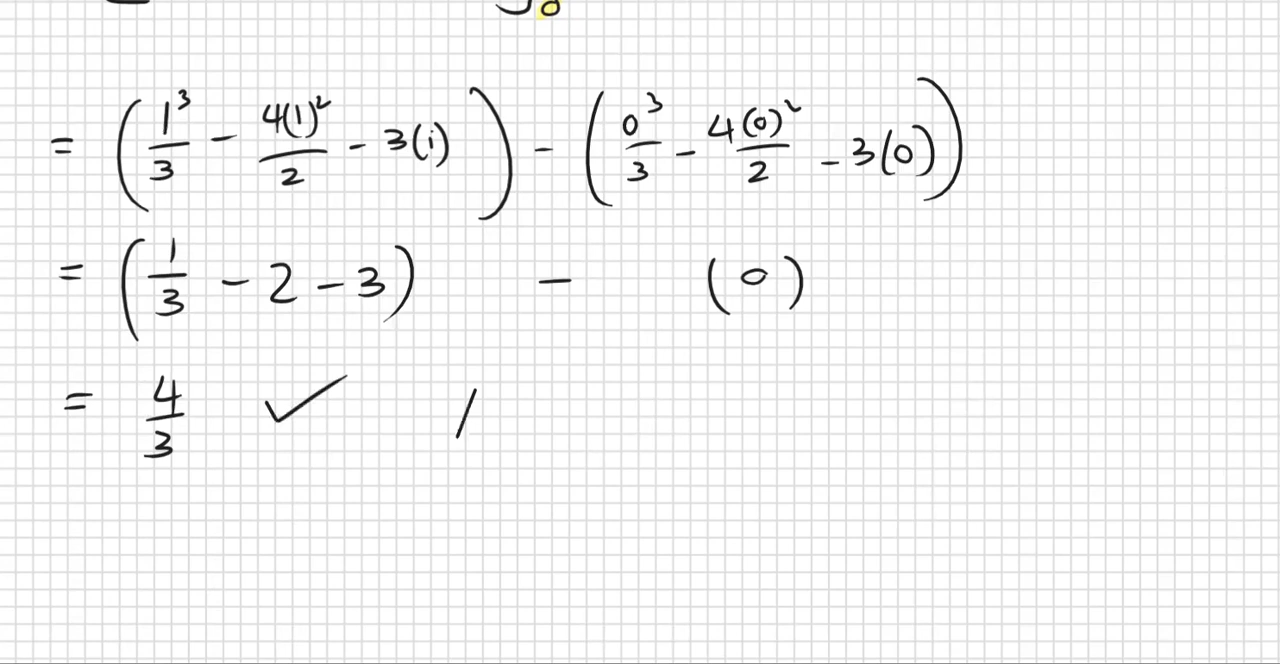 0
= (1³/3 - 4(1)²/2 - 3(1)) - (0³/3 - 4(0)²/2 - 3(0))
= (1/3 - 2 - 3) - (0)
= 4/3 ✓ /